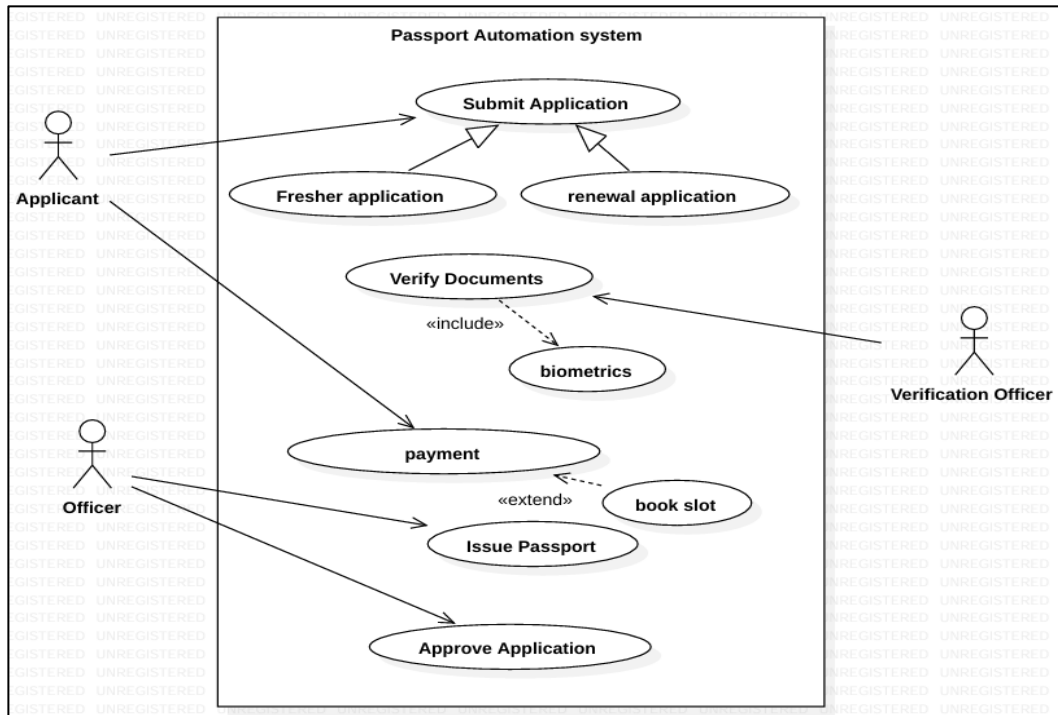 Passport Automation system
Submit Application
Fresher application
renewal application
Applicant
Verify Documents
«include»
biometrics
Verification Officer
payment
Officer
«extend»
book slot
Issue Passport
Approve Application
UNREGISTERED